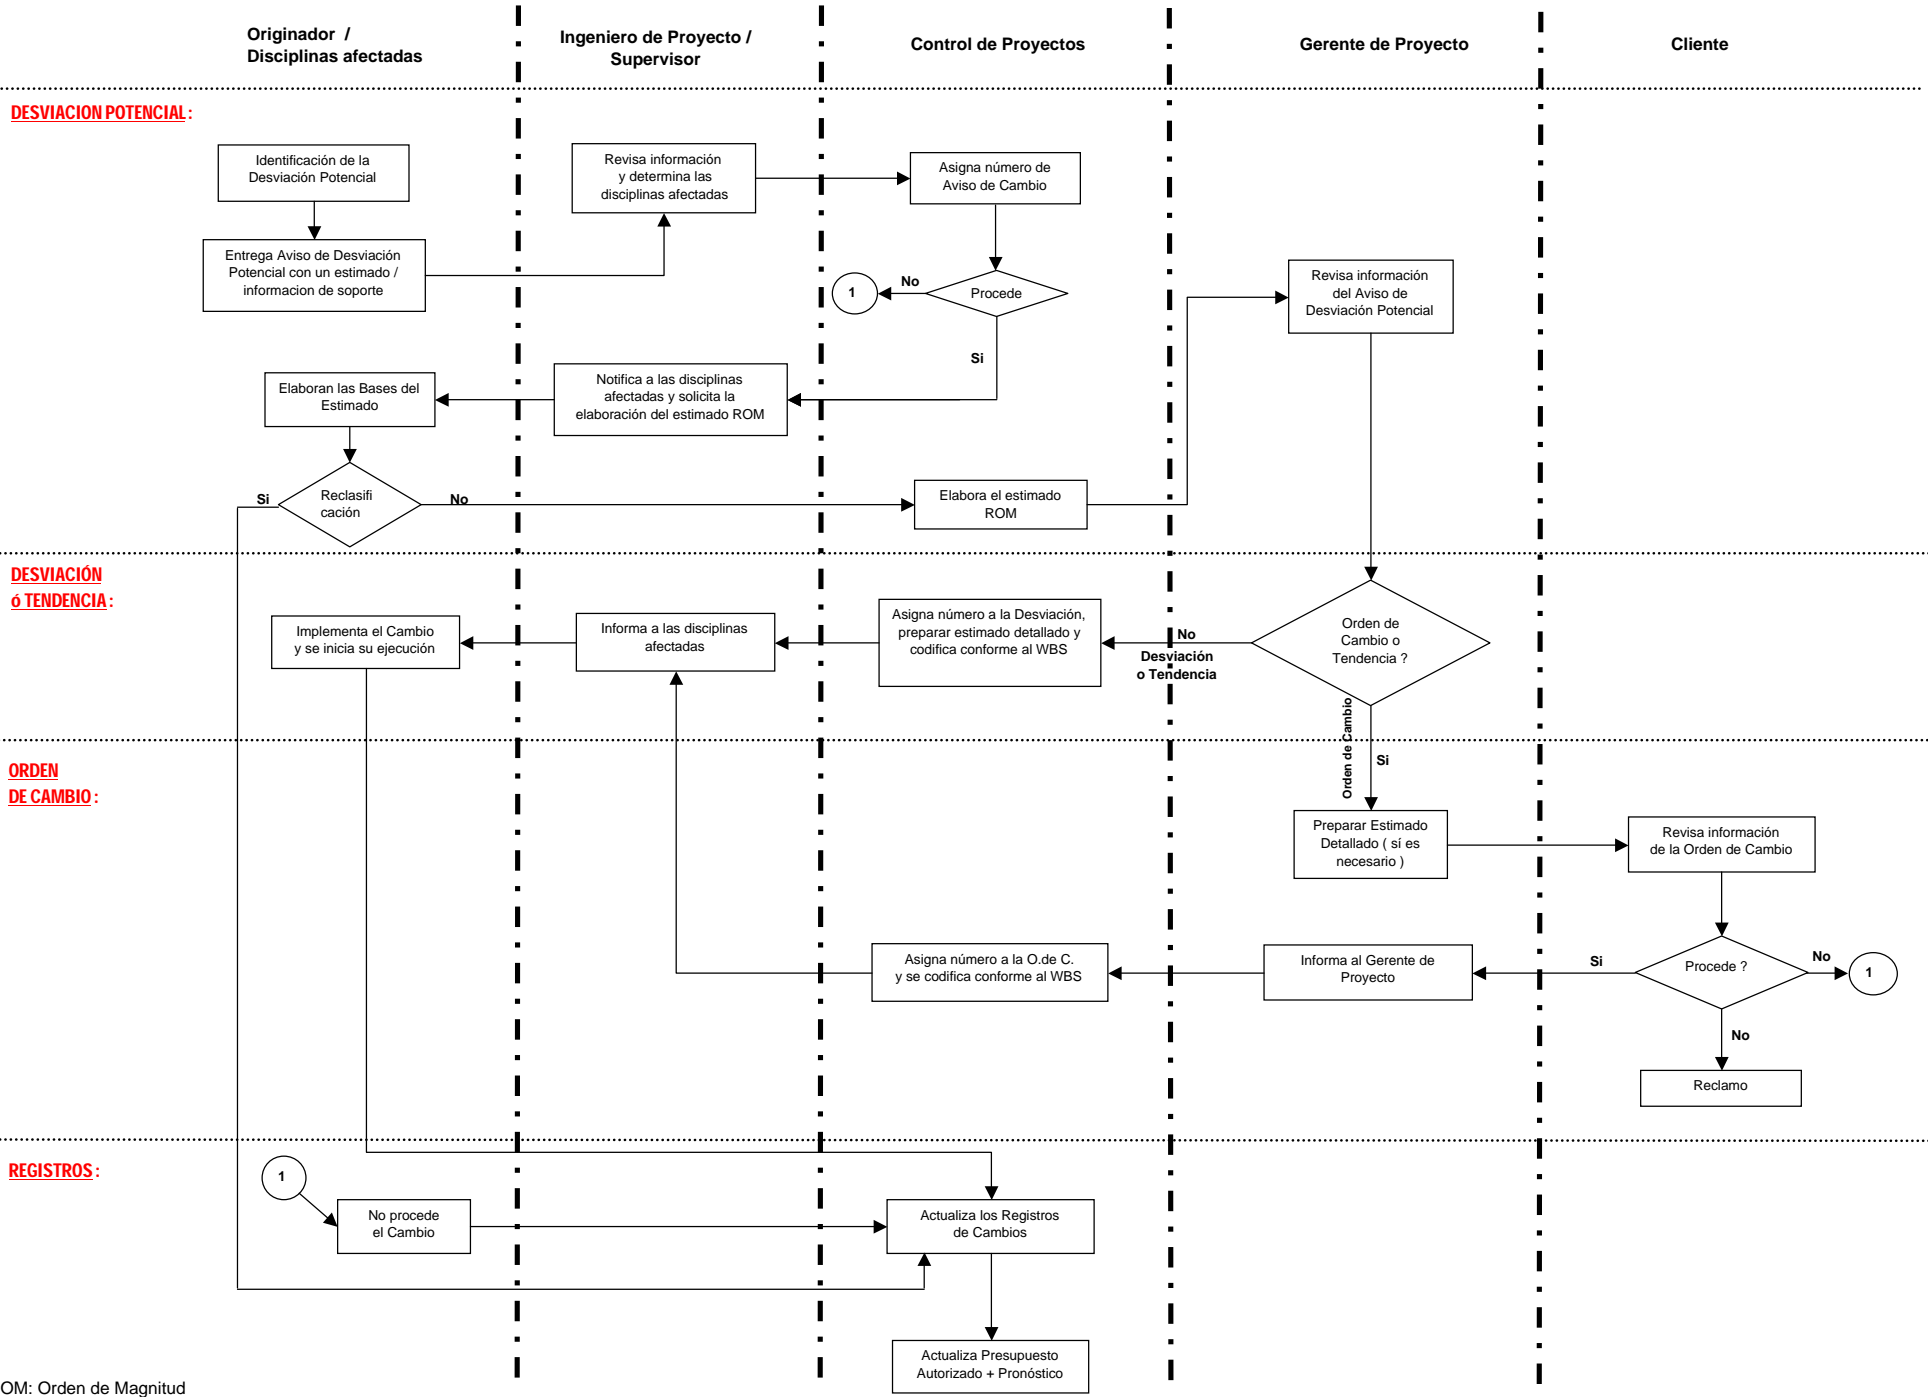 Originador /
Disciplinas afectadas
Ingeniero de Proyecto /
Supervisor
Control de Proyectos
Gerente de Proyecto
Cliente
DESVIACION POTENCIAL :
Identificación de la
Desviación Potencial
Revisa información
y determina las
disciplinas afectadas
Asigna número de
Aviso de Cambio
Entrega Aviso de Desviación
Potencial con un estimado /
informacion de soporte
1
No
Procede
Revisa información
del Aviso de
Desviación Potencial
Si
Elaboran las Bases del
Estimado
Notifica a las disciplinas
afectadas y solicita la
elaboración del estimado ROM
Si
Reclasifi
cación
No
Elabora el estimado
ROM
DESVIACIÓN
ó TENDENCIA :
Implementa el Cambio
y se inicia su ejecución
Informa a las disciplinas
afectadas
Asigna número a la Desviación,
preparar estimado detallado y
codifica conforme al WBS
No
Desviación
o Tendencia
Orden de
Cambio o
Tendencia ?
Orden de Cambio
Si
ORDEN
DE CAMBIO :
Preparar Estimado
Detallado ( sí es
necesario )
Revisa información
de la Orden de Cambio
Asigna número a la O.de C.
y se codifica conforme al WBS
Informa al Gerente de
Proyecto
Si
Procede ?
No
1
No
Reclamo
REGISTROS :
1
No procede
el Cambio
Actualiza los Registros
de Cambios
Actualiza Presupuesto
Autorizado + Pronóstico
OM: Orden de Magnitud